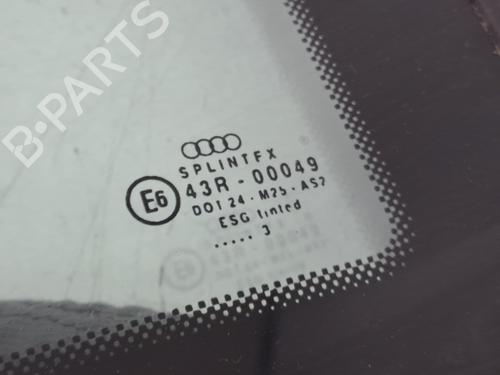 B-PARTS
SPLINTEX
E6
43R-00049
DOT 24-M25-AS2
ESG tinted
..... 3